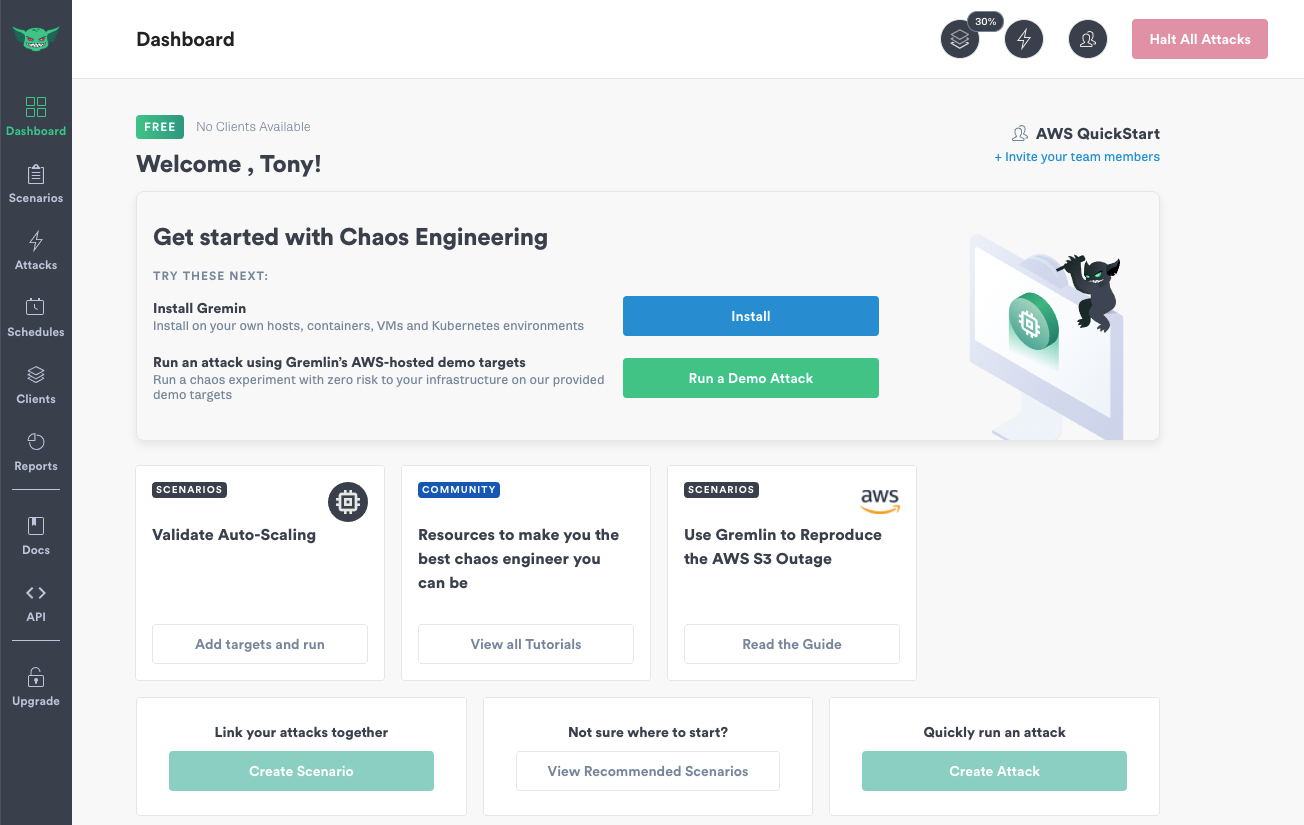 Dashboard
30%
Halt All Attacks
Dashboard
Scenarios
Attacks
Schedules
Clients
Reports
Docs
API
Upgrade
FREE
No Clients Available
Welcome , Tony!
AWS QuickStart
+ Invite your team members
Get started with Chaos Engineering
TRY THESE NEXT:
Install Gremin
Install on your own hosts, containers, VMs and Kubernetes environments
Install
Run an attack using Gremlin’s AWS-hosted demo targets
Run a chaos experiment with zero risk to your infrastructure on our provided
demo targets
Run a Demo Attack
SCENARIOS
Validate Auto-Scaling
Add targets and run
COMMUNITY
Resources to make you the
best chaos engineer you
can be
View all Tutorials
SCENARIOS
aws
Use Gremlin to Reproduce
the AWS S3 Outage
Read the Guide
Link your attacks together
Create Scenario
Not sure where to start?
View Recommended Scenarios
Quickly run an attack
Create Attack